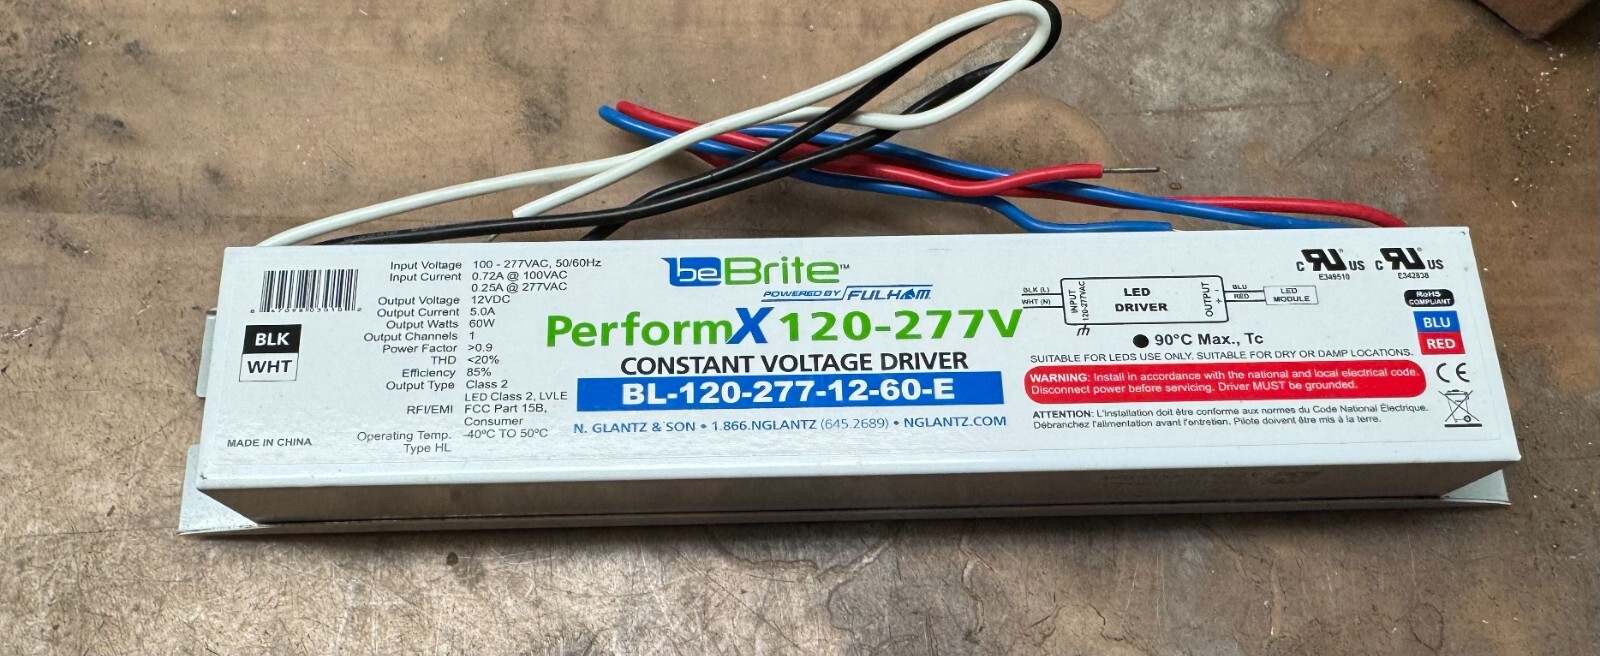 BLK
WHT
MADE IN CHINA
Input Voltage 100 - 277VAC, 50/60Hz
Input Current 0.72A @ 100VAC
0.25A @ 277VAC
Output Voltage 12VDC
Output Current 5.0A
Output Watts 60W
Output Channels 1
Power Factor >0.9
THD <20%
Efficiency 85%
Output Type Class 2
LED Class 2, LVLE
RFI/EMI FCC Part 15B,
Consumer
Operating Temp. -40°C TO 50°C
Type HL
beBrite™
POWERED BY FULHAM
PerformX 120-277V
CONSTANT VOLTAGE DRIVER
BL-120-277-12-60-E
N. GLANTZ & SON • 1.866.NGLANTZ (645.2689) • NGLANTZ.COM
BLK (L)
WHT (N)
INPUT
120-277VAC
LED
DRIVER
OUTPUT
- +
BLU
RED
LED
MODULE
90°C Max., Tc
SUITABLE FOR LEDS USE ONLY. SUITABLE FOR DRY OR DAMP LOCATIONS.
WARNING: Install in accordance with the national and local electrical code.
Disconnect power before servicing. Driver MUST be grounded.
ATTENTION: L'installation doit être conforme aux normes du Code National Électrique.
Débranchez l'alimentation avant l'entretien. Pilote doivent être mis à la terre.
C RU US
E349510
C RU US
E342838
RoHS
COMPLIANT
BLU
RED
CE